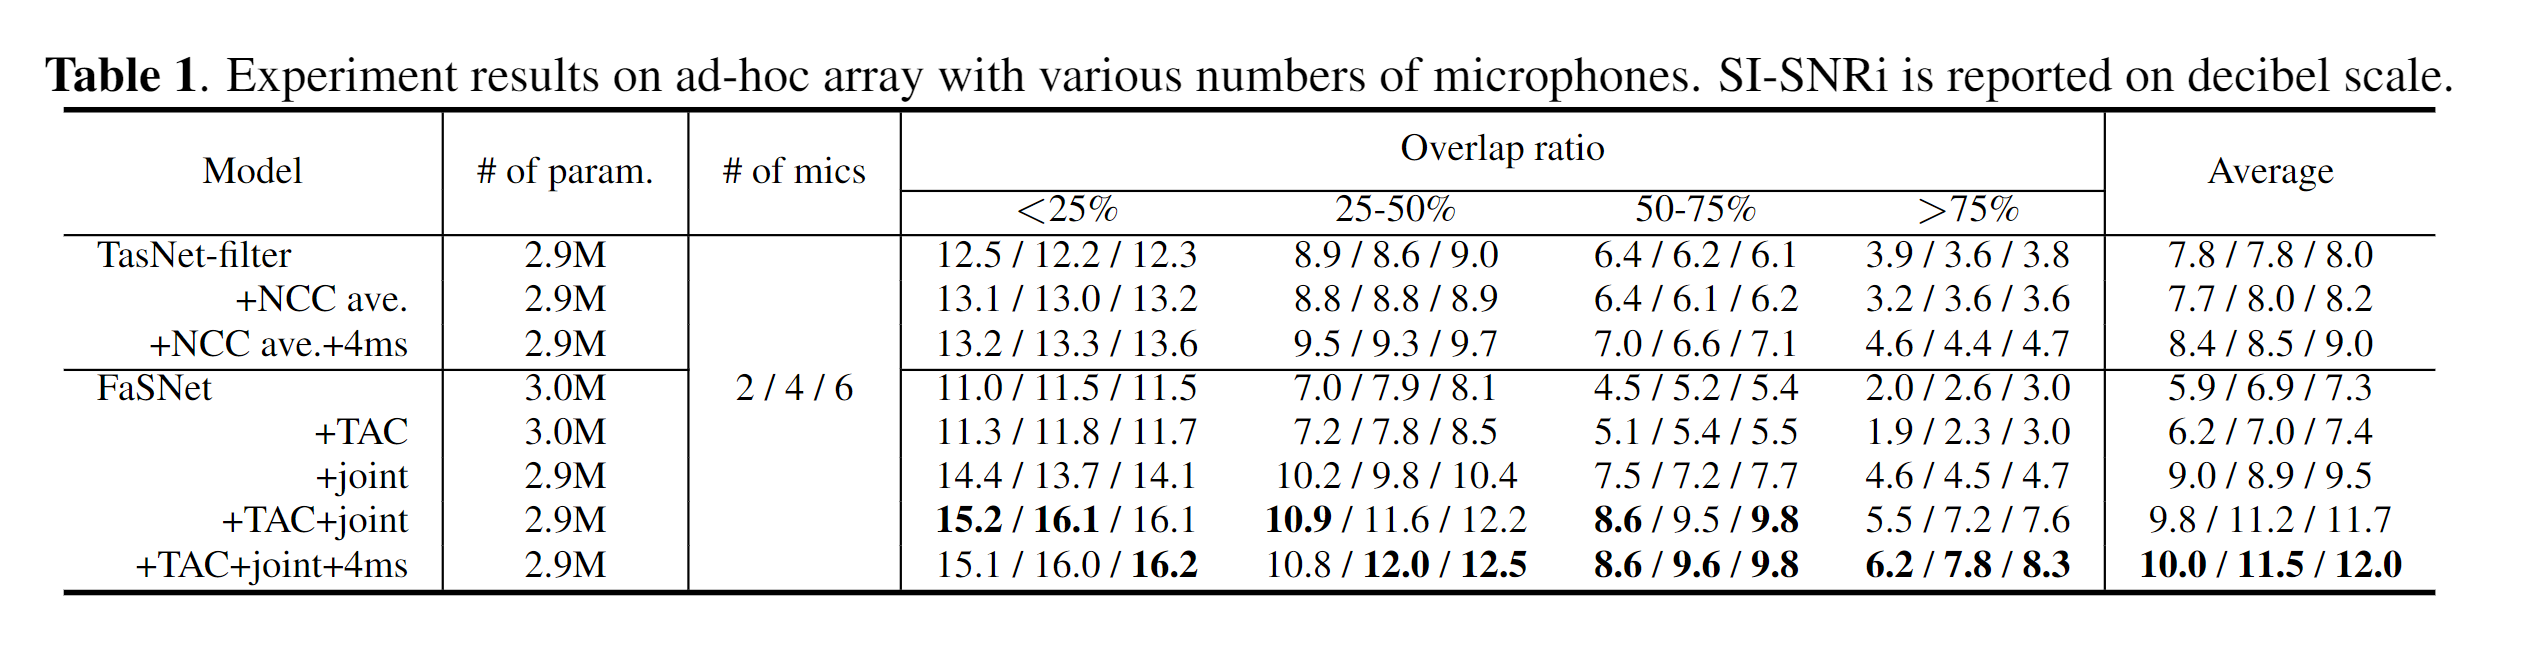 Table 1. Experiment results on ad-hoc array with various numbers of microphones. SI-SNRi is reported on decibel scale.
Model # of param. # of mics Overlap ratio Average
<25% 25-50% 50-75% >75%
TasNet-filter 2.9M 12.5 / 12.2 / 12.3 8.9 / 8.6 / 9.0 6.4 / 6.2 / 6.1 3.9 / 3.6 / 3.8 7.8 / 7.8 / 8.0
+NCC ave. 2.9M 13.1 / 13.0 / 13.2 8.8 / 8.8 / 8.9 6.4 / 6.1 / 6.2 3.2 / 3.6 / 3.6 7.7 / 8.0 / 8.2
+NCC ave.+4ms 2.9M 13.2 / 13.3 / 13.6 9.5 / 9.3 / 9.7 7.0 / 6.6 / 7.1 4.6 / 4.4 / 4.7 8.4 / 8.5 / 9.0
FaSNet 3.0M 2 / 4 / 6 11.0 / 11.5 / 11.5 7.0 / 7.9 / 8.1 4.5 / 5.2 / 5.4 2.0 / 2.6 / 3.0 5.9 / 6.9 / 7.3
+TAC 3.0M 11.3 / 11.8 / 11.7 7.2 / 7.8 / 8.5 5.1 / 5.4 / 5.5 1.9 / 2.3 / 3.0 6.2 / 7.0 / 7.4
+joint 2.9M 14.4 / 13.7 / 14.1 10.2 / 9.8 / 10.4 7.5 / 7.2 / 7.7 4.6 / 4.5 / 4.7 9.0 / 8.9 / 9.5
+TAC+joint 2.9M 15.2 / 16.1 / 16.1 10.9 / 11.6 / 12.2 8.6 / 9.5 / 9.8 5.5 / 7.2 / 7.6 9.8 / 11.2 / 11.7
+TAC+joint+4ms 2.9M 15.1 / 16.0 / 16.2 10.8 / 12.0 / 12.5 8.6 / 9.6 / 9.8 6.2 / 7.8 / 8.3 10.0 / 11.5 / 12.0